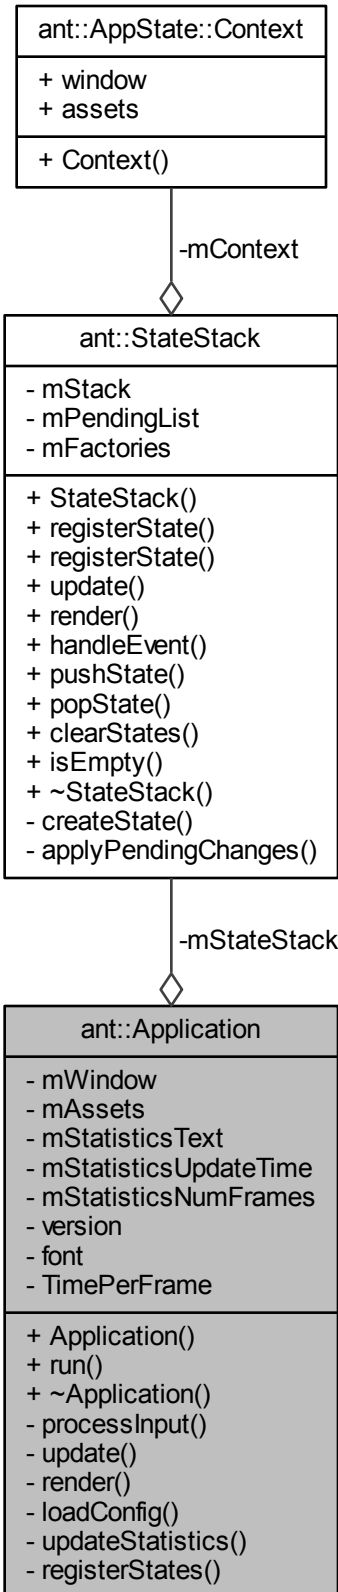 ant::AppState::Context
+ window
+ assets
+ Context()
-mContext
ant::StateStack
- mStack
- mPendingList
- mFactories
+ StateStack()
+ registerState()
+ registerState()
+ update()
+ render()
+ handleEvent()
+ pushState()
+ popState()
+ clearStates()
+ isEmpty()
+ ~StateStack()
- createState()
- applyPendingChanges()
-mStateStack
ant::Application
- mWindow
- mAssets
- mStatisticsText
- mStatisticsUpdateTime
- mStatisticsNumFrames
- version
- font
- TimePerFrame
+ Application()
+ run()
+ ~Application()
- processInput()
- update()
- render()
- loadConfig()
- updateStatistics()
- registerStates()